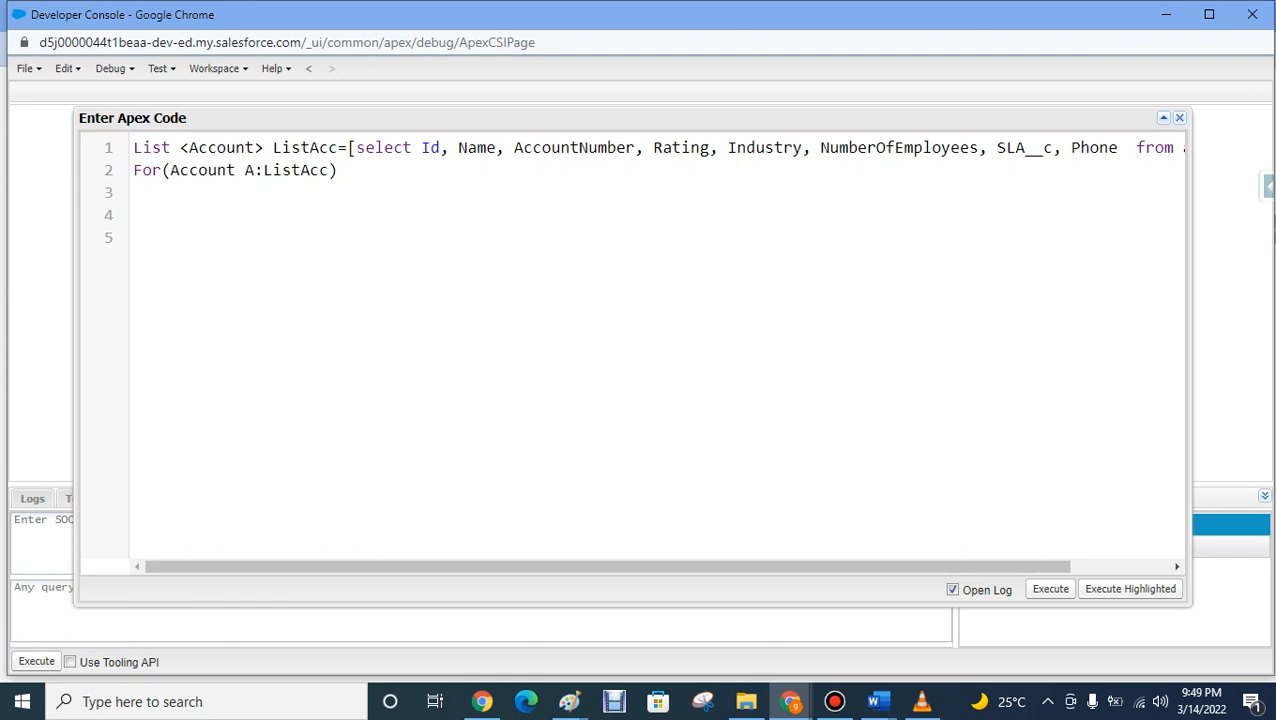 Developer Console - Google Chrome
d5j0000044t1beaa-dev-ed.my.salesforce.com/_ui/common/apex/debug/ApexCSIPage
File Edit Debug Test Workspace Help < >
Enter Apex Code
1 List <Account> ListAcc=[select Id, Name, AccountNumber, Rating, Industry, NumberOfEmployees, SLA__c, Phone from
2 For(Account A:ListAcc)
3
4
5
Logs
Enter SOQ
Any query
Open Log Execute Execute Highlighted
Execute Use Tooling API
Type here to search
9
25°C
9:49 PM
3/14/2022
1